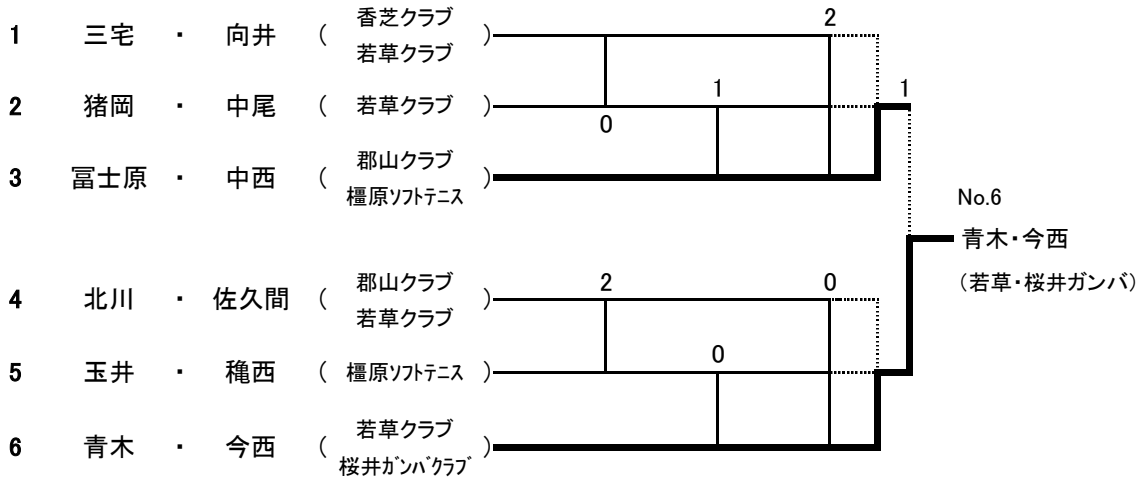 香芝クラブ
1 三宅 ・ 向井 ( ) 2
若草クラブ
2 猪岡 ・ 中尾 ( 若草クラブ ) 1 1
0
郡山クラブ
3 冨士原 ・ 中西 ( )
橿原ソフトテニス
No.6
青木・今西
(若草・桜井ガンバ)
郡山クラブ 2 0
4 北川 ・ 佐久間 ( )
若草クラブ
5 玉井 ・ 穐西 ( 橿原ソフトテニス ) 0
若草クラブ
6 青木 ・ 今西 ( )
桜井ガンバクラブ